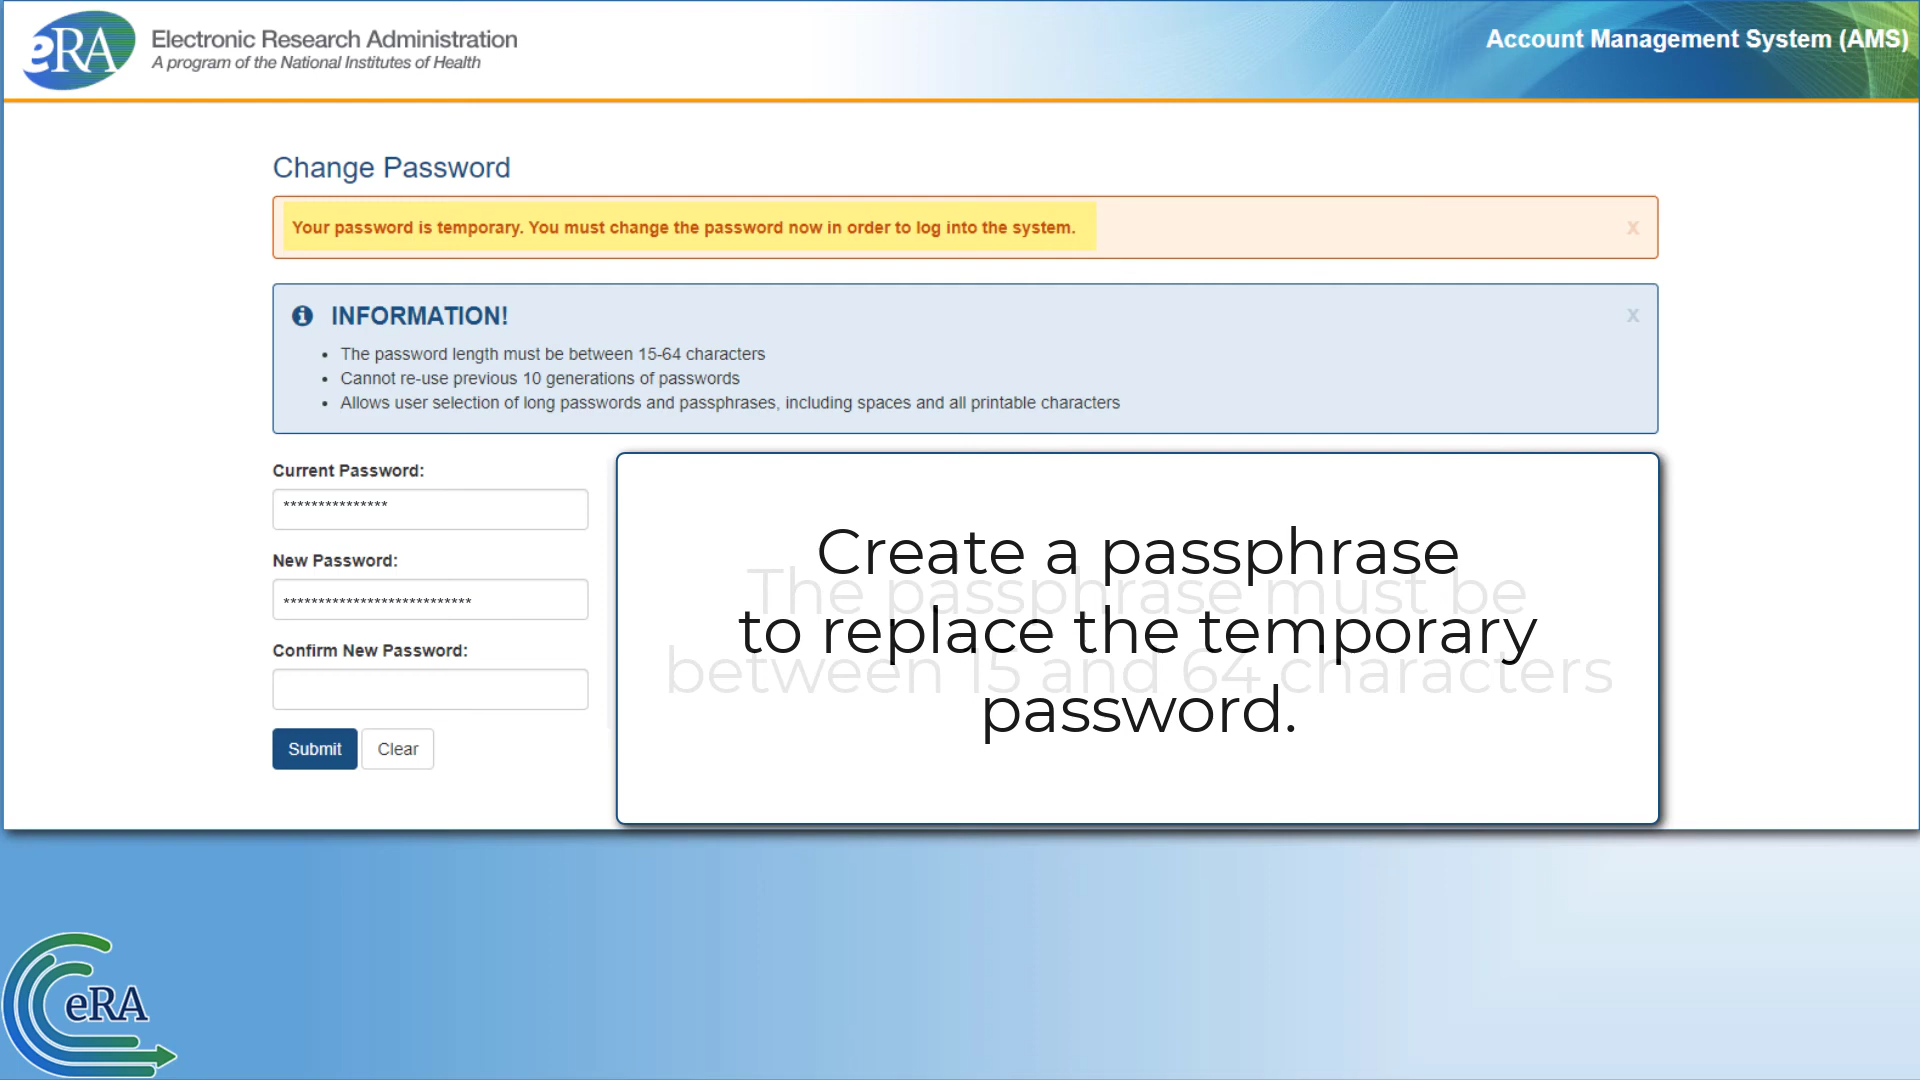 eRA
Electronic Research Administration
A program of the National Institutes of Health
Account Management System (AMS)
Change Password
Your password is temporary. You must change the password now in order to log into the system.
x
INFORMATION!
x
• The password length must be between 15-64 characters
• Cannot re-use previous 10 generations of passwords
• Allows user selection of long passwords and passphrases, including spaces and all printable characters
Current Password:
***************
New Password:
***************************
Confirm New Password:
Submit Clear
Create a passphrase
to replace the temporary
password.
The passphrase must be
between 15 and 64 characters
eRA